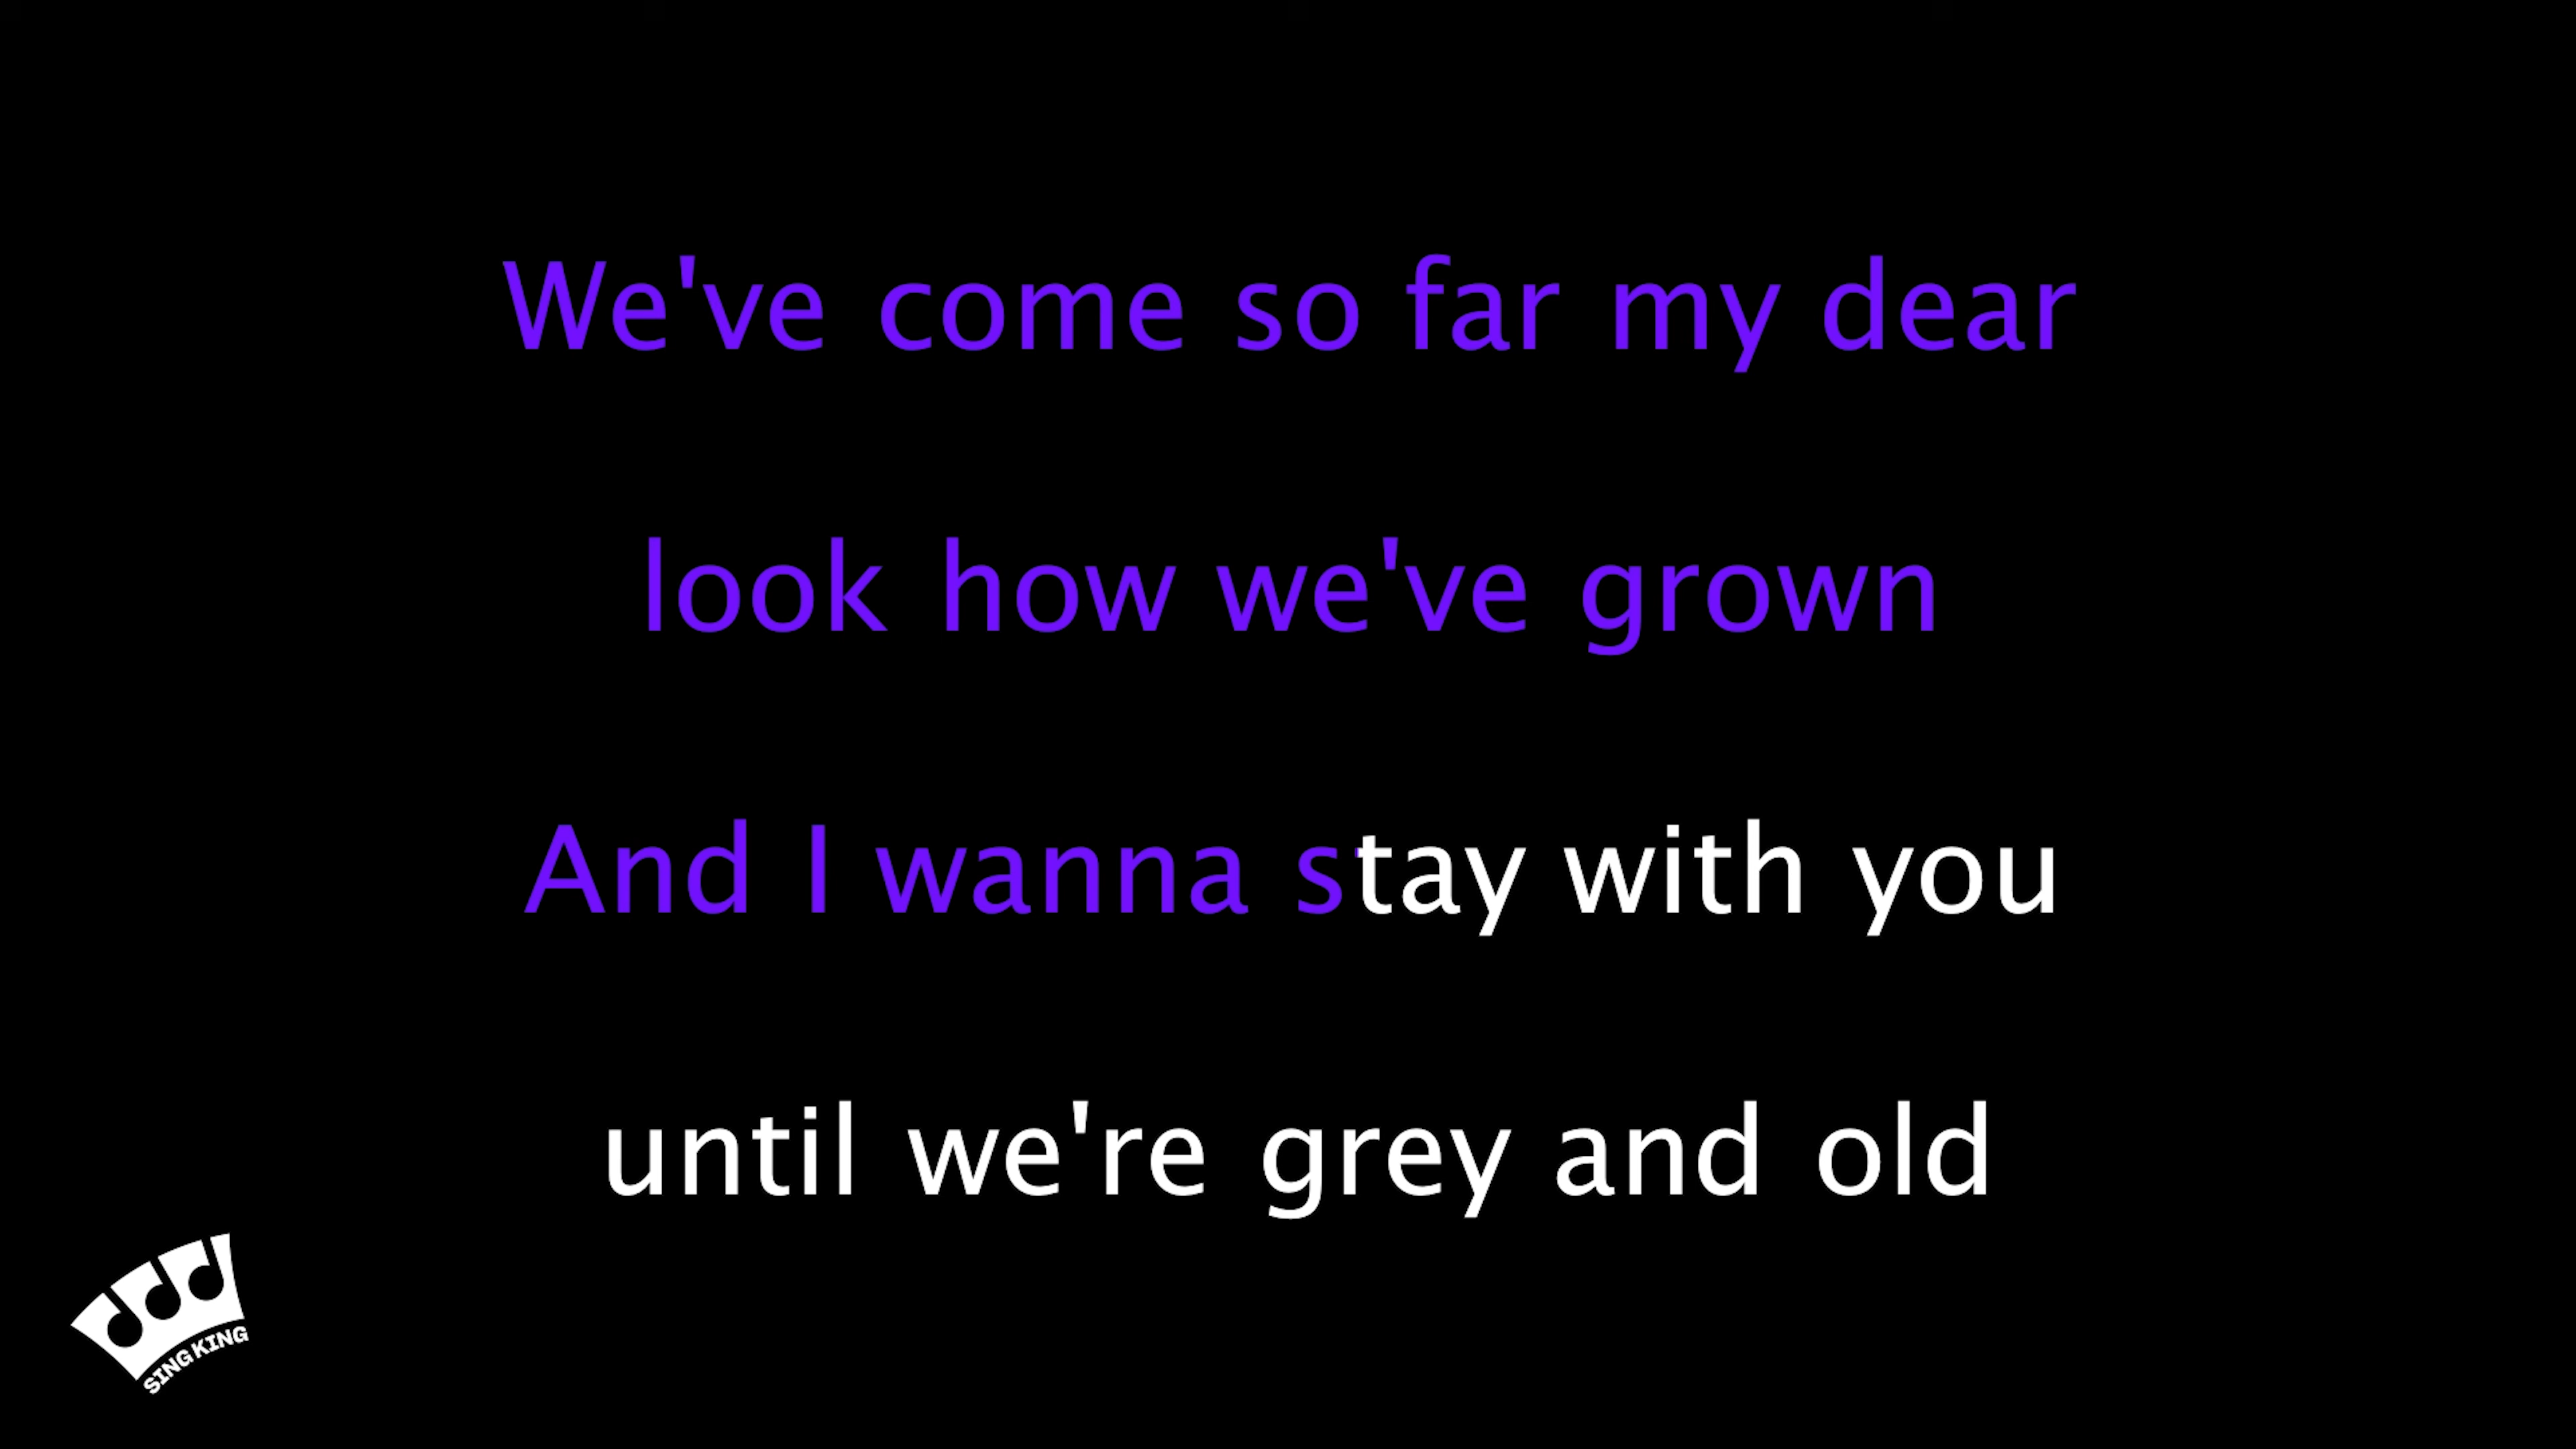 We've come so far my dear
look how we've grown
And I wanna stay with you
until we're grey and old
SING KING